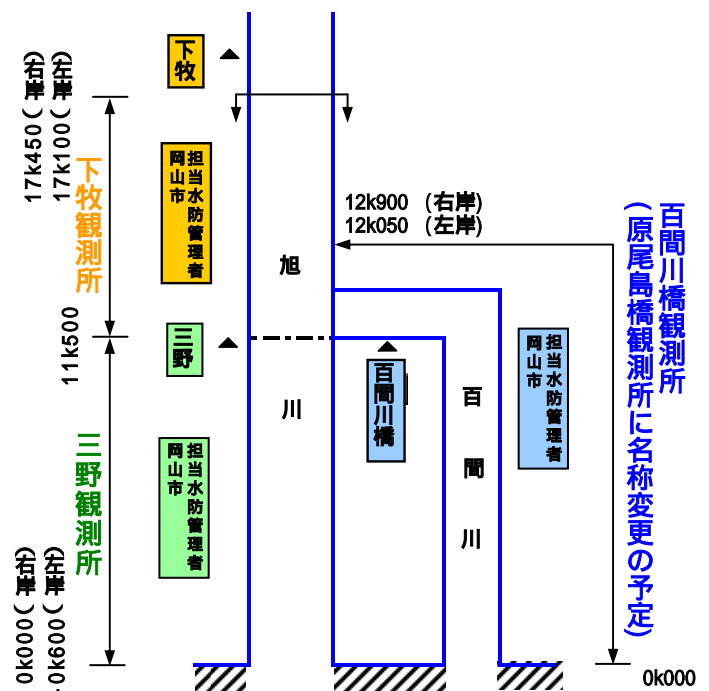 下牧
17k450(右岸)
17k100(左岸)
下牧観測所
担当水防管理者
岡山市
12k900 (右岸)
12k050 (左岸)
百間川橋観測所
(原尾島橋観測所に名称変更の予定)
旭川
11k500
三野
百間川橋
担当水防管理者
岡山市
百間川
三野観測所
担当水防管理者
岡山市
0k000(右岸)
-0k600(左岸)
0k000